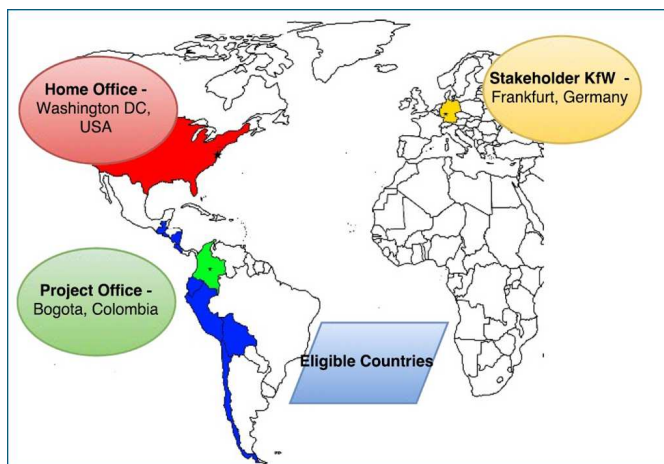 Home Office -
Washington DC,
USA
Stakeholder KfW -
Frankfurt, Germany
Project Office -
Bogota, Colombia
Eligible Countries